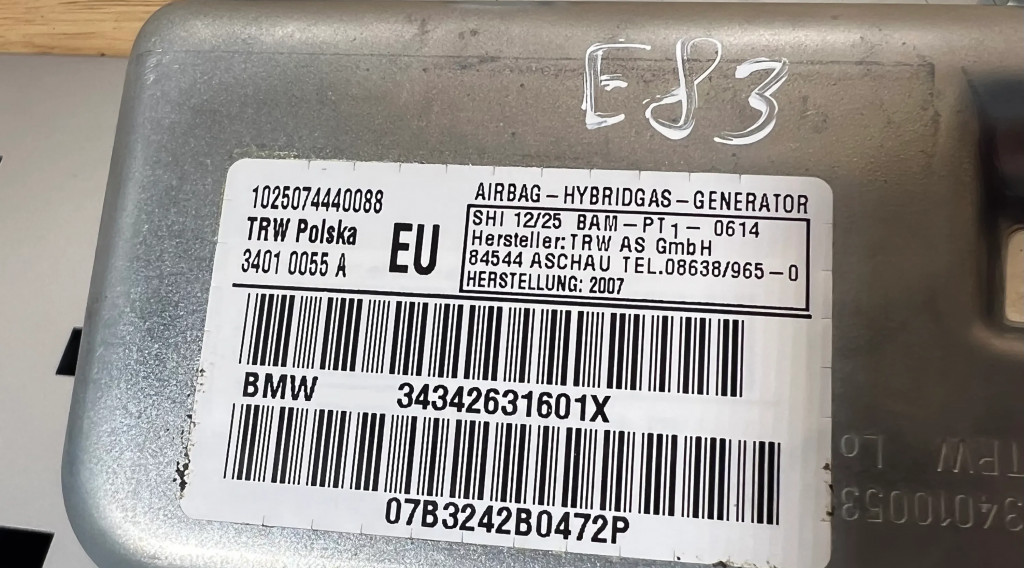 E83
1025074440088
TRW Polska
3401 0055 A
EU
AIRBAG-HYBRIDGAS-GENERATOR
SHI 12/25 BAM-PT1-0614
Hersteller: TRW AS GmbH
84544 ASCHAU TEL.08638/965-0
HERSTELLUNG: 2007
BMW 34342631601X
07B3242B0472P